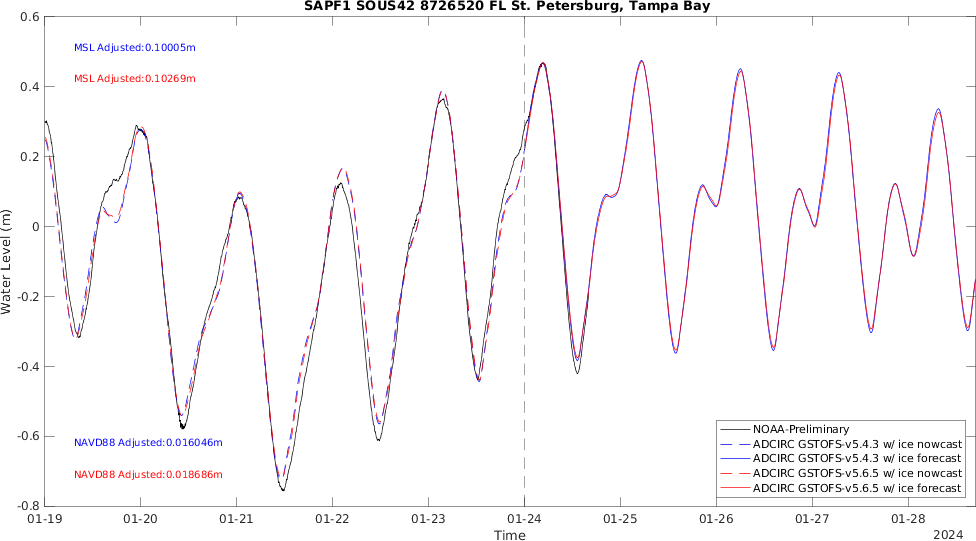 SAPF1 SOUS42 8726520 FL St. Petersburg, Tampa Bay
0.6
MSL Adjusted:0.10005m
0.4
MSL Adjusted:0.10269m
0.2
Water Level (m)
0
-0.2
-0.4
NOAA-Preliminary
-0.6
NAVD88 Adjusted:0.016046m
ADCIRC GSTOFS-v5.4.3 w/ ice nowcast
ADCIRC GSTOFS-v5.4.3 w/ ice forecast
NAVD88 Adjusted:0.018686m
ADCIRC GSTOFS-v5.6.5 w/ ice nowcast
ADCIRC GSTOFS-v5.6.5 w/ ice forecast
-0.8
01-19 01-20 01-21 01-22 01-23 01-24 01-25 01-26 01-27 01-28
Time
2024